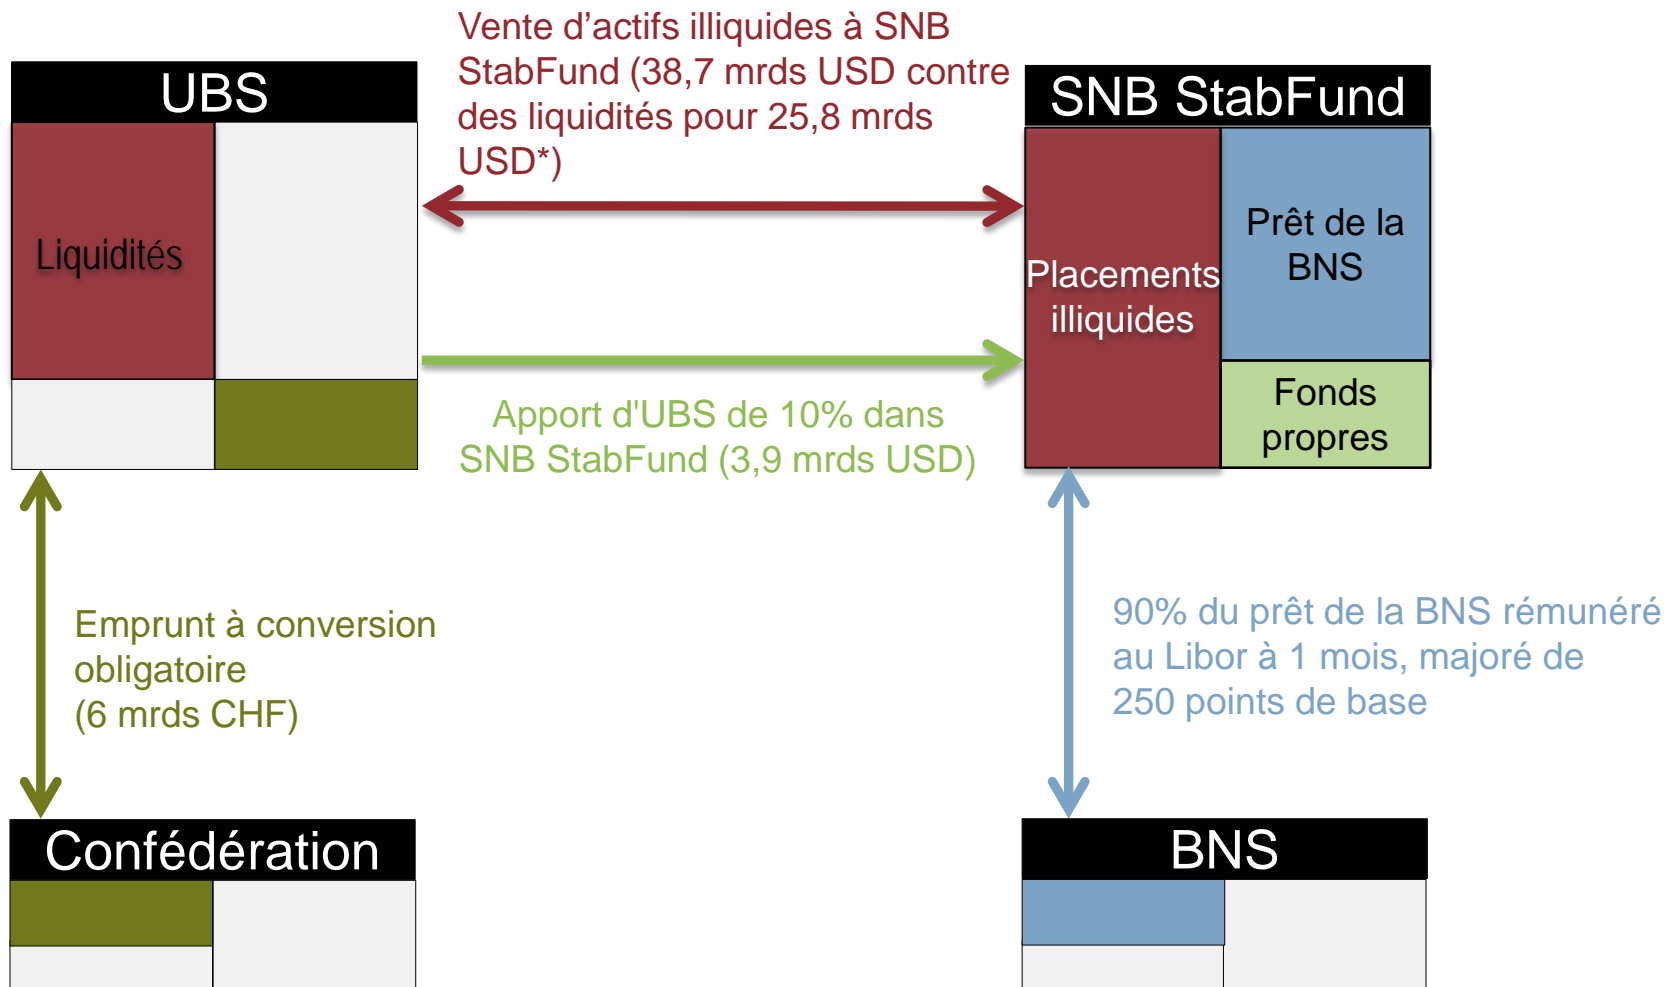 Vente d’actifs illiquides à SNB
StabFund (38,7 mrds USD contre
des liquidités pour 25,8 mrds
USD*)
UBS
SNB StabFund
Liquidités
Placements
illiquides
Prêt de la
BNS
Fonds
propres
Apport d'UBS de 10% dans
SNB StabFund (3,9 mrds USD)
Emprunt à conversion
obligatoire
(6 mrds CHF)
90% du prêt de la BNS rémunéré
au Libor à 1 mois, majoré de
250 points de base
Confédération
BNS